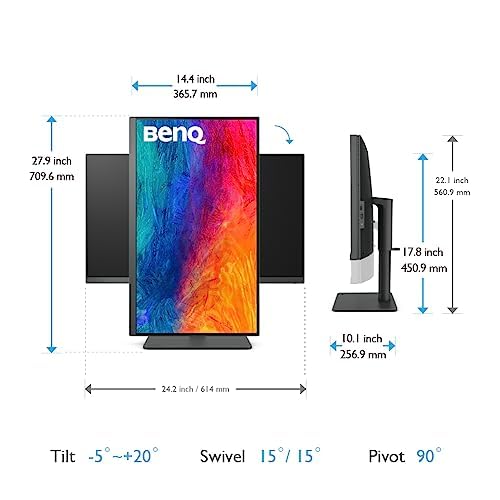 14.4 inch
365.7 mm
BenQ
27.9 inch
709.6 mm
22.1 inch
560.9 mm
17.8 inch
450.9 mm
10.1 inch
256.9 mm
24.2 inch / 614 mm
Tilt -5°~+20° Swivel 15°/ 15° Pivot 90°